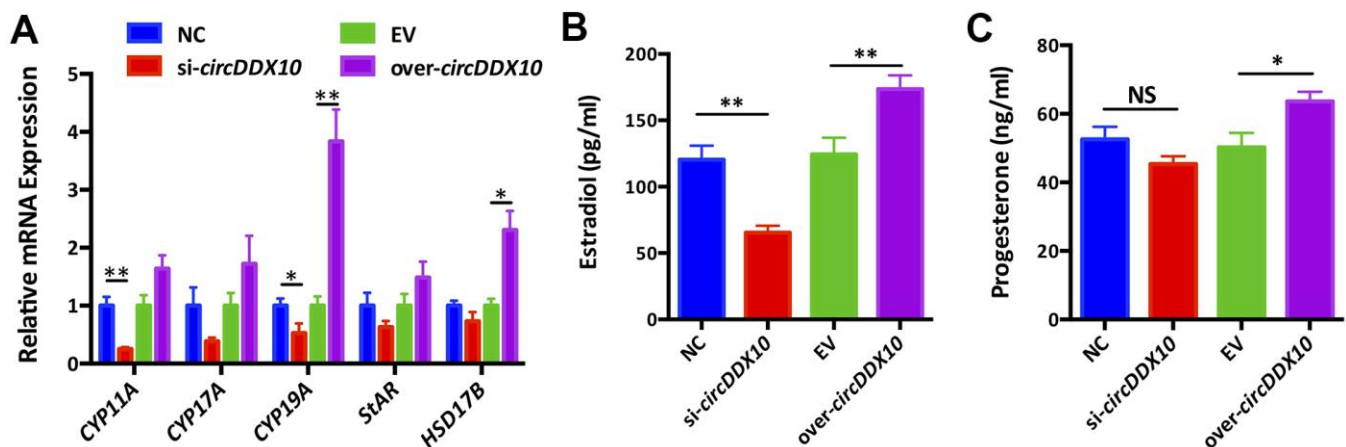 A
NC
EV
si-circDDX10
over-circDDX10
Relative mRNA Expression
5
4
3
2
1
0
**
*
**
*
CYP11A
CYP17A
CYP19A
StAR
HSD17B
B
Estradiol (pg/ml)
200
150
100
50
0
**
**
NC
si-circDDX10
EV
over-circDDX10
C
Progesterone (ng/ml)
80
60
40
20
0
NS
*
NC
si-circDDX10
EV
over-circDDX10